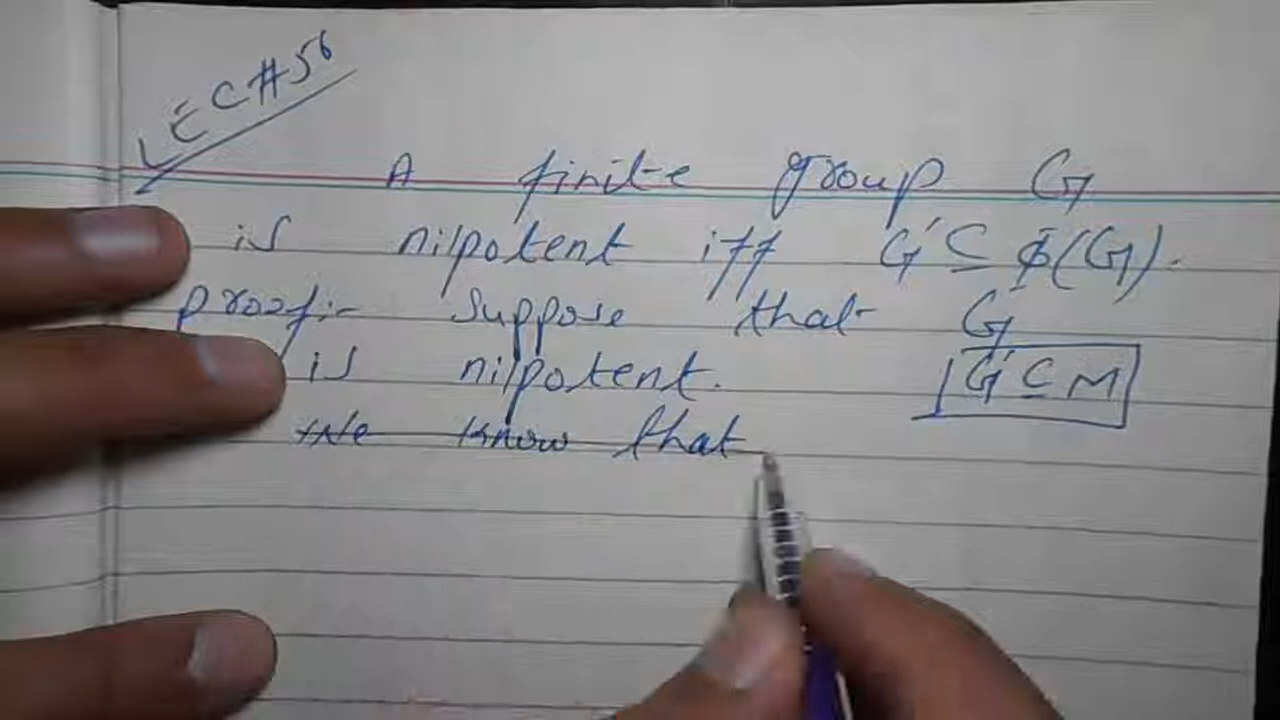 LEC#56
A finite group G
is nilpotent iff G' ⊆ Φ(G).
proof:- Suppose that G
is nilpotent.
G' ⊆ M
We know that